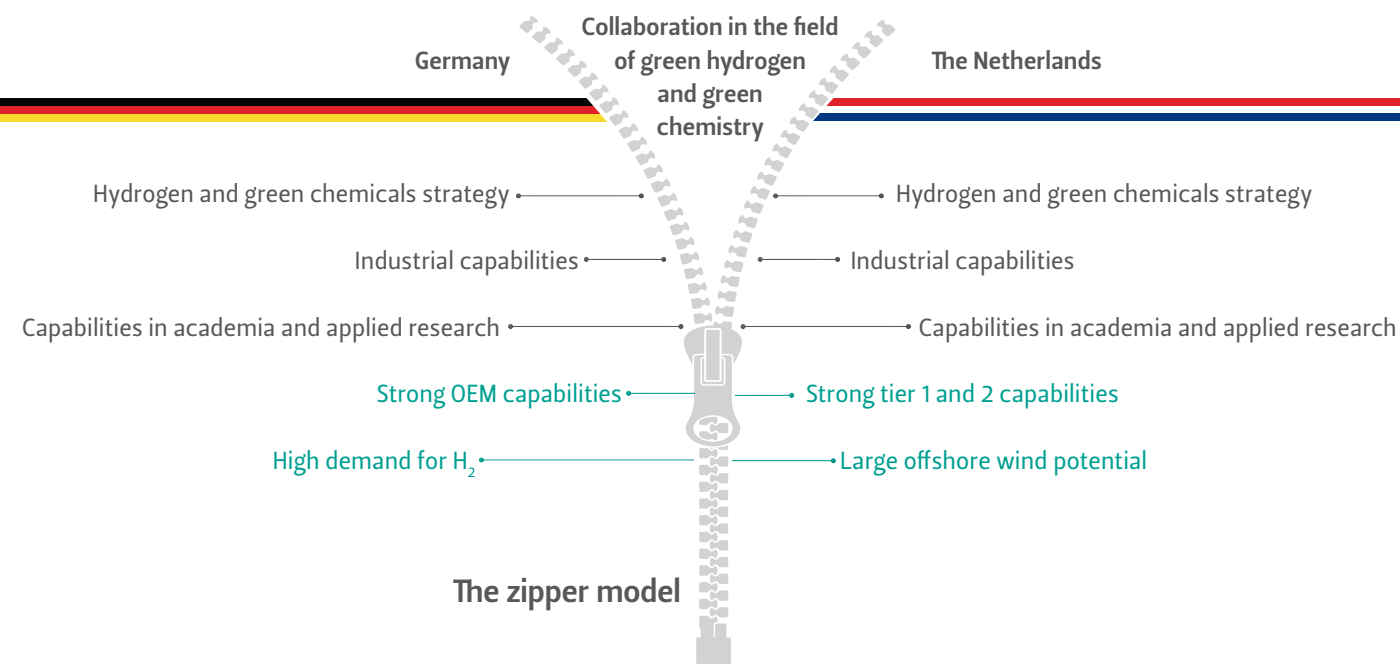 Collaboration in the field
of green hydrogen
and green
chemistry
Germany
The Netherlands
Hydrogen and green chemicals strategy
Hydrogen and green chemicals strategy
Industrial capabilities
Industrial capabilities
Capabilities in academia and applied research
Capabilities in academia and applied research
Strong OEM capabilities
Strong tier 1 and 2 capabilities
High demand for H₂
Large offshore wind potential
The zipper model